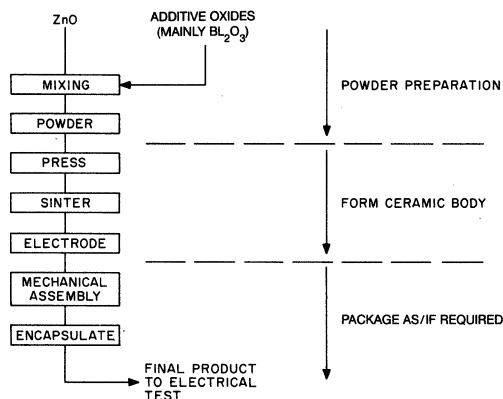 ZnO
ADDITIVE OXIDES
(MAINLY BL₂O₃)
MIXING
POWDER
PRESS
SINTER
ELECTRODE
MECHANICAL
ASSEMBLY
ENCAPSULATE
FINAL PRODUCT
TO ELECTRICAL
TEST
POWDER PREPARATION
FORM CERAMIC BODY
PACKAGE AS/IF REQUIRED